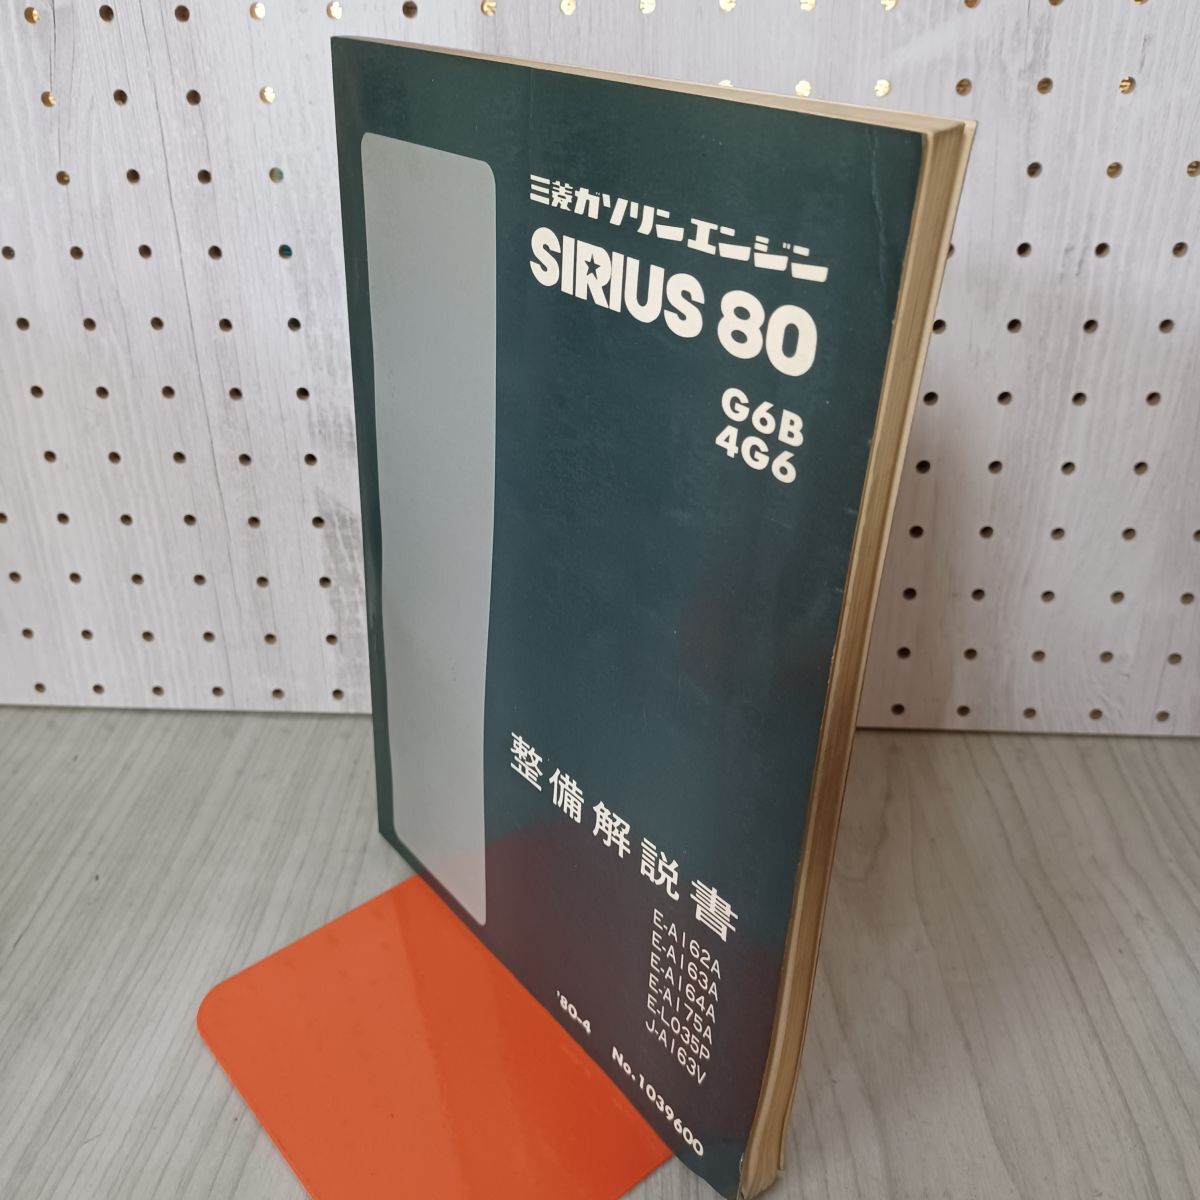 三菱ガソリンエンジン
SIRIUS 80
G6B
4G6
整備解説書
E-A162A
E-A163A
E-A164A
E-A175A
E-L035P
J-A163V
'80-4 No.1039600